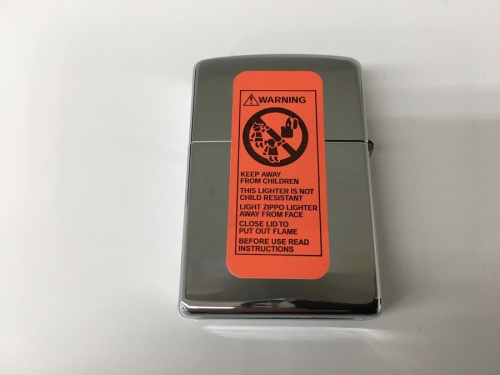 WARNING
KEEP AWAY
FROM CHILDREN
THIS LIGHTER IS NOT
CHILD RESISTANT
LIGHT ZIPPO LIGHTER
AWAY FROM FACE
CLOSE LID TO
PUT OUT FLAME
BEFORE USE READ
INSTRUCTIONS